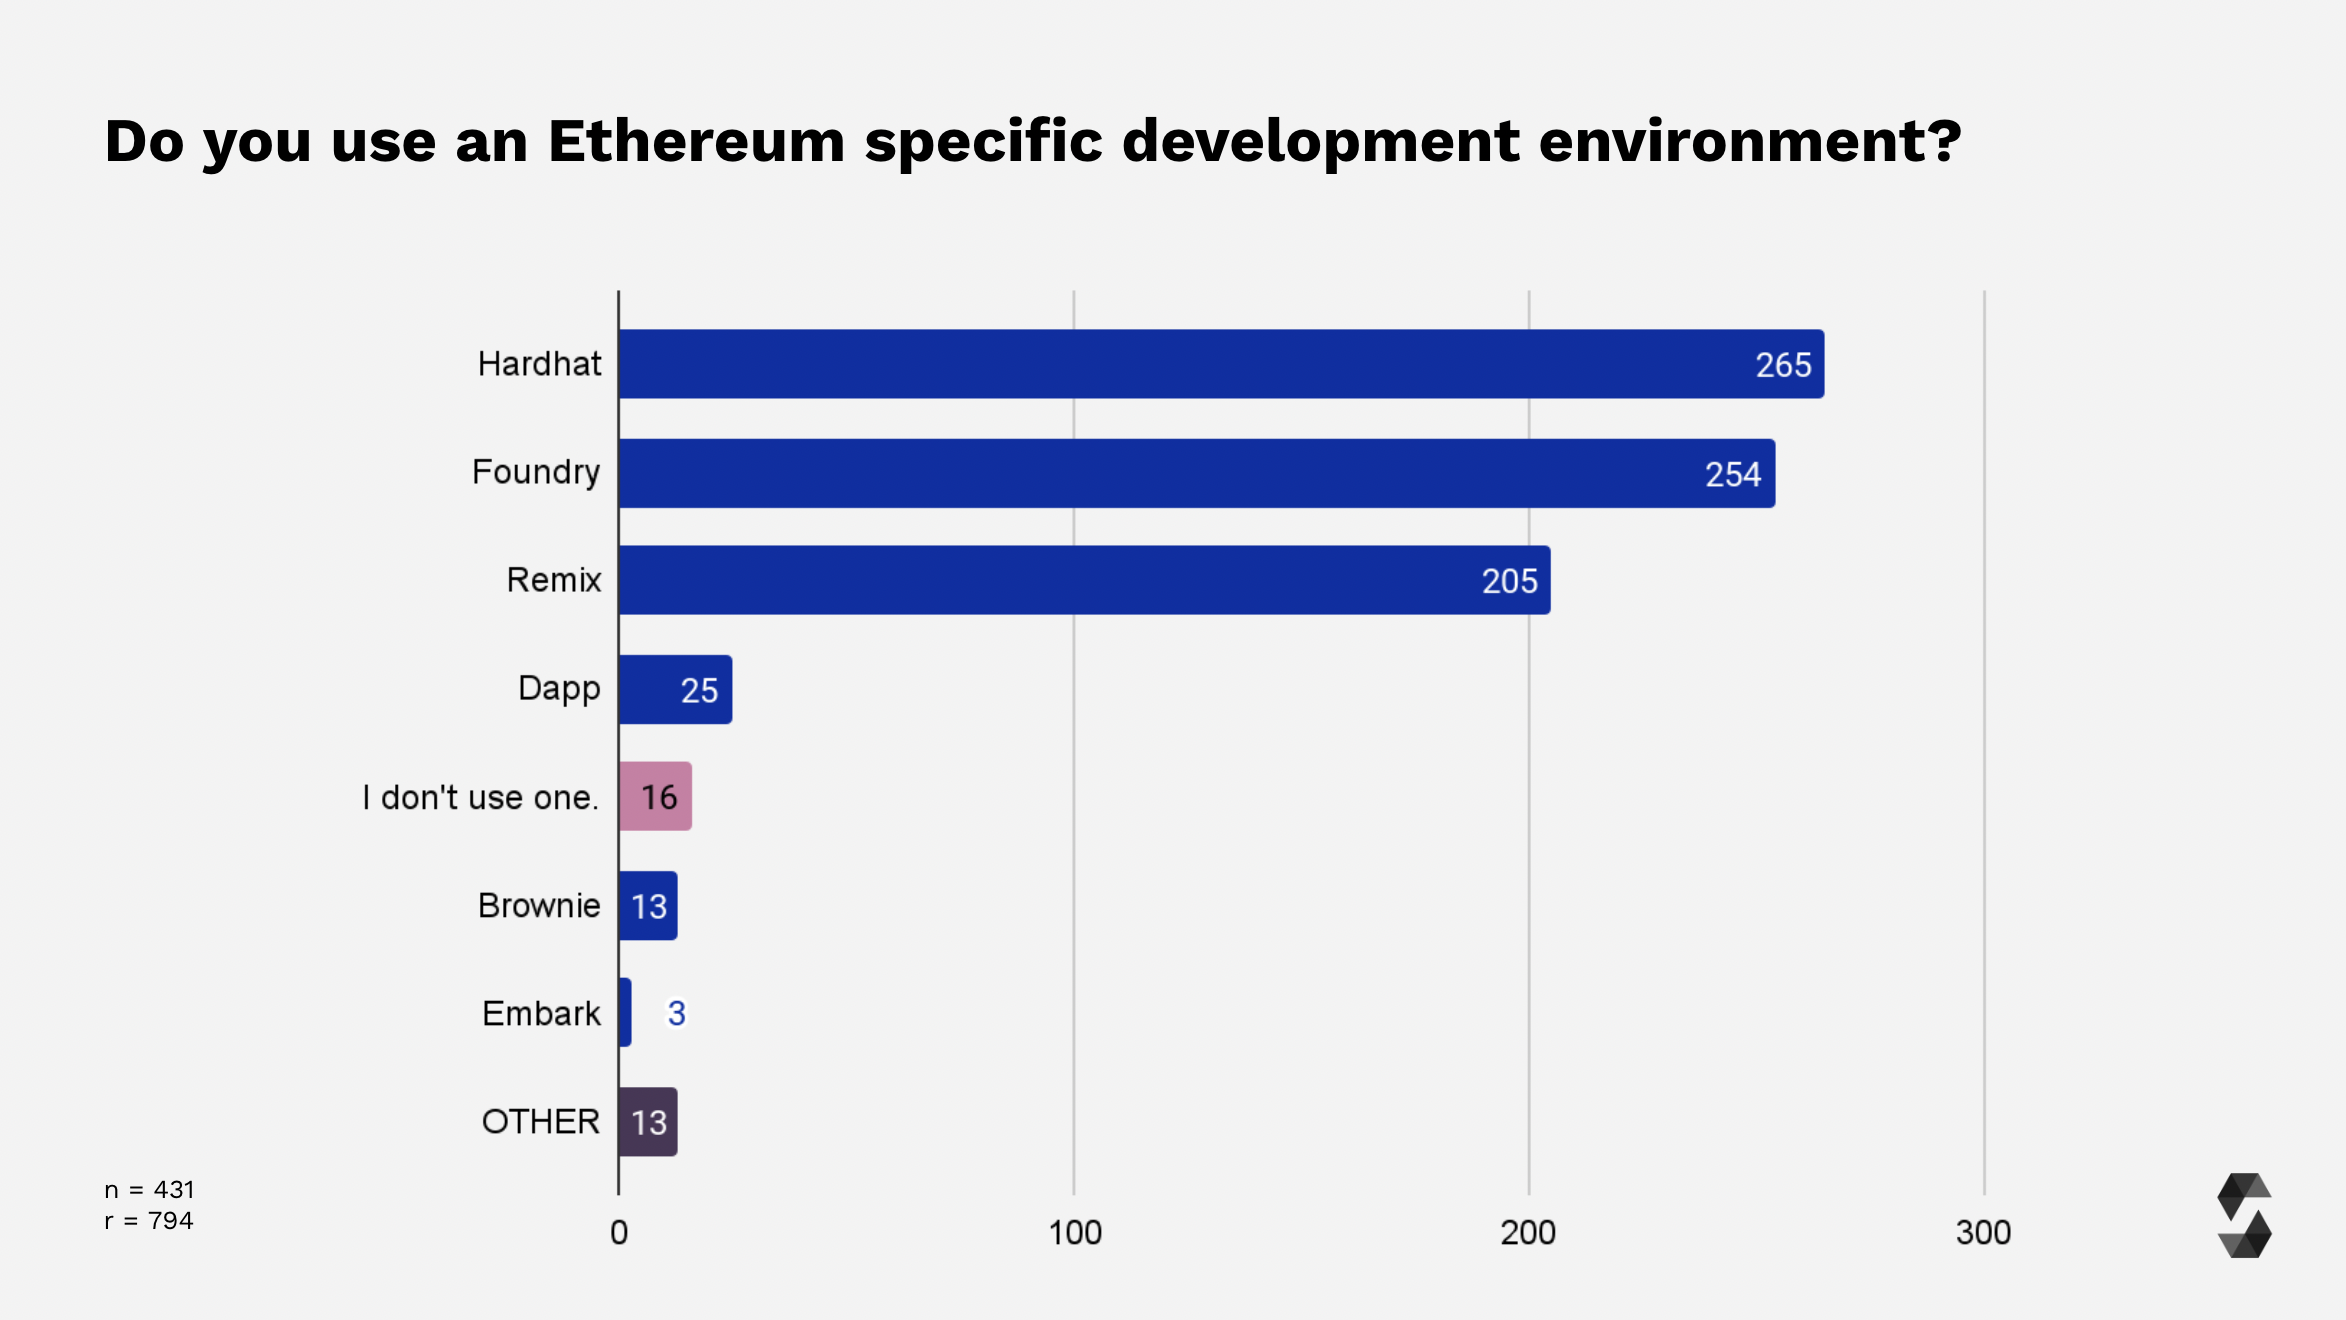 Do you use an Ethereum specific development environment?
Hardhat 265
Foundry 254
Remix 205
Dapp 25
I don't use one. 16
Brownie 13
Embark 3
OTHER 13
0 100 200 300
n = 431
r = 794